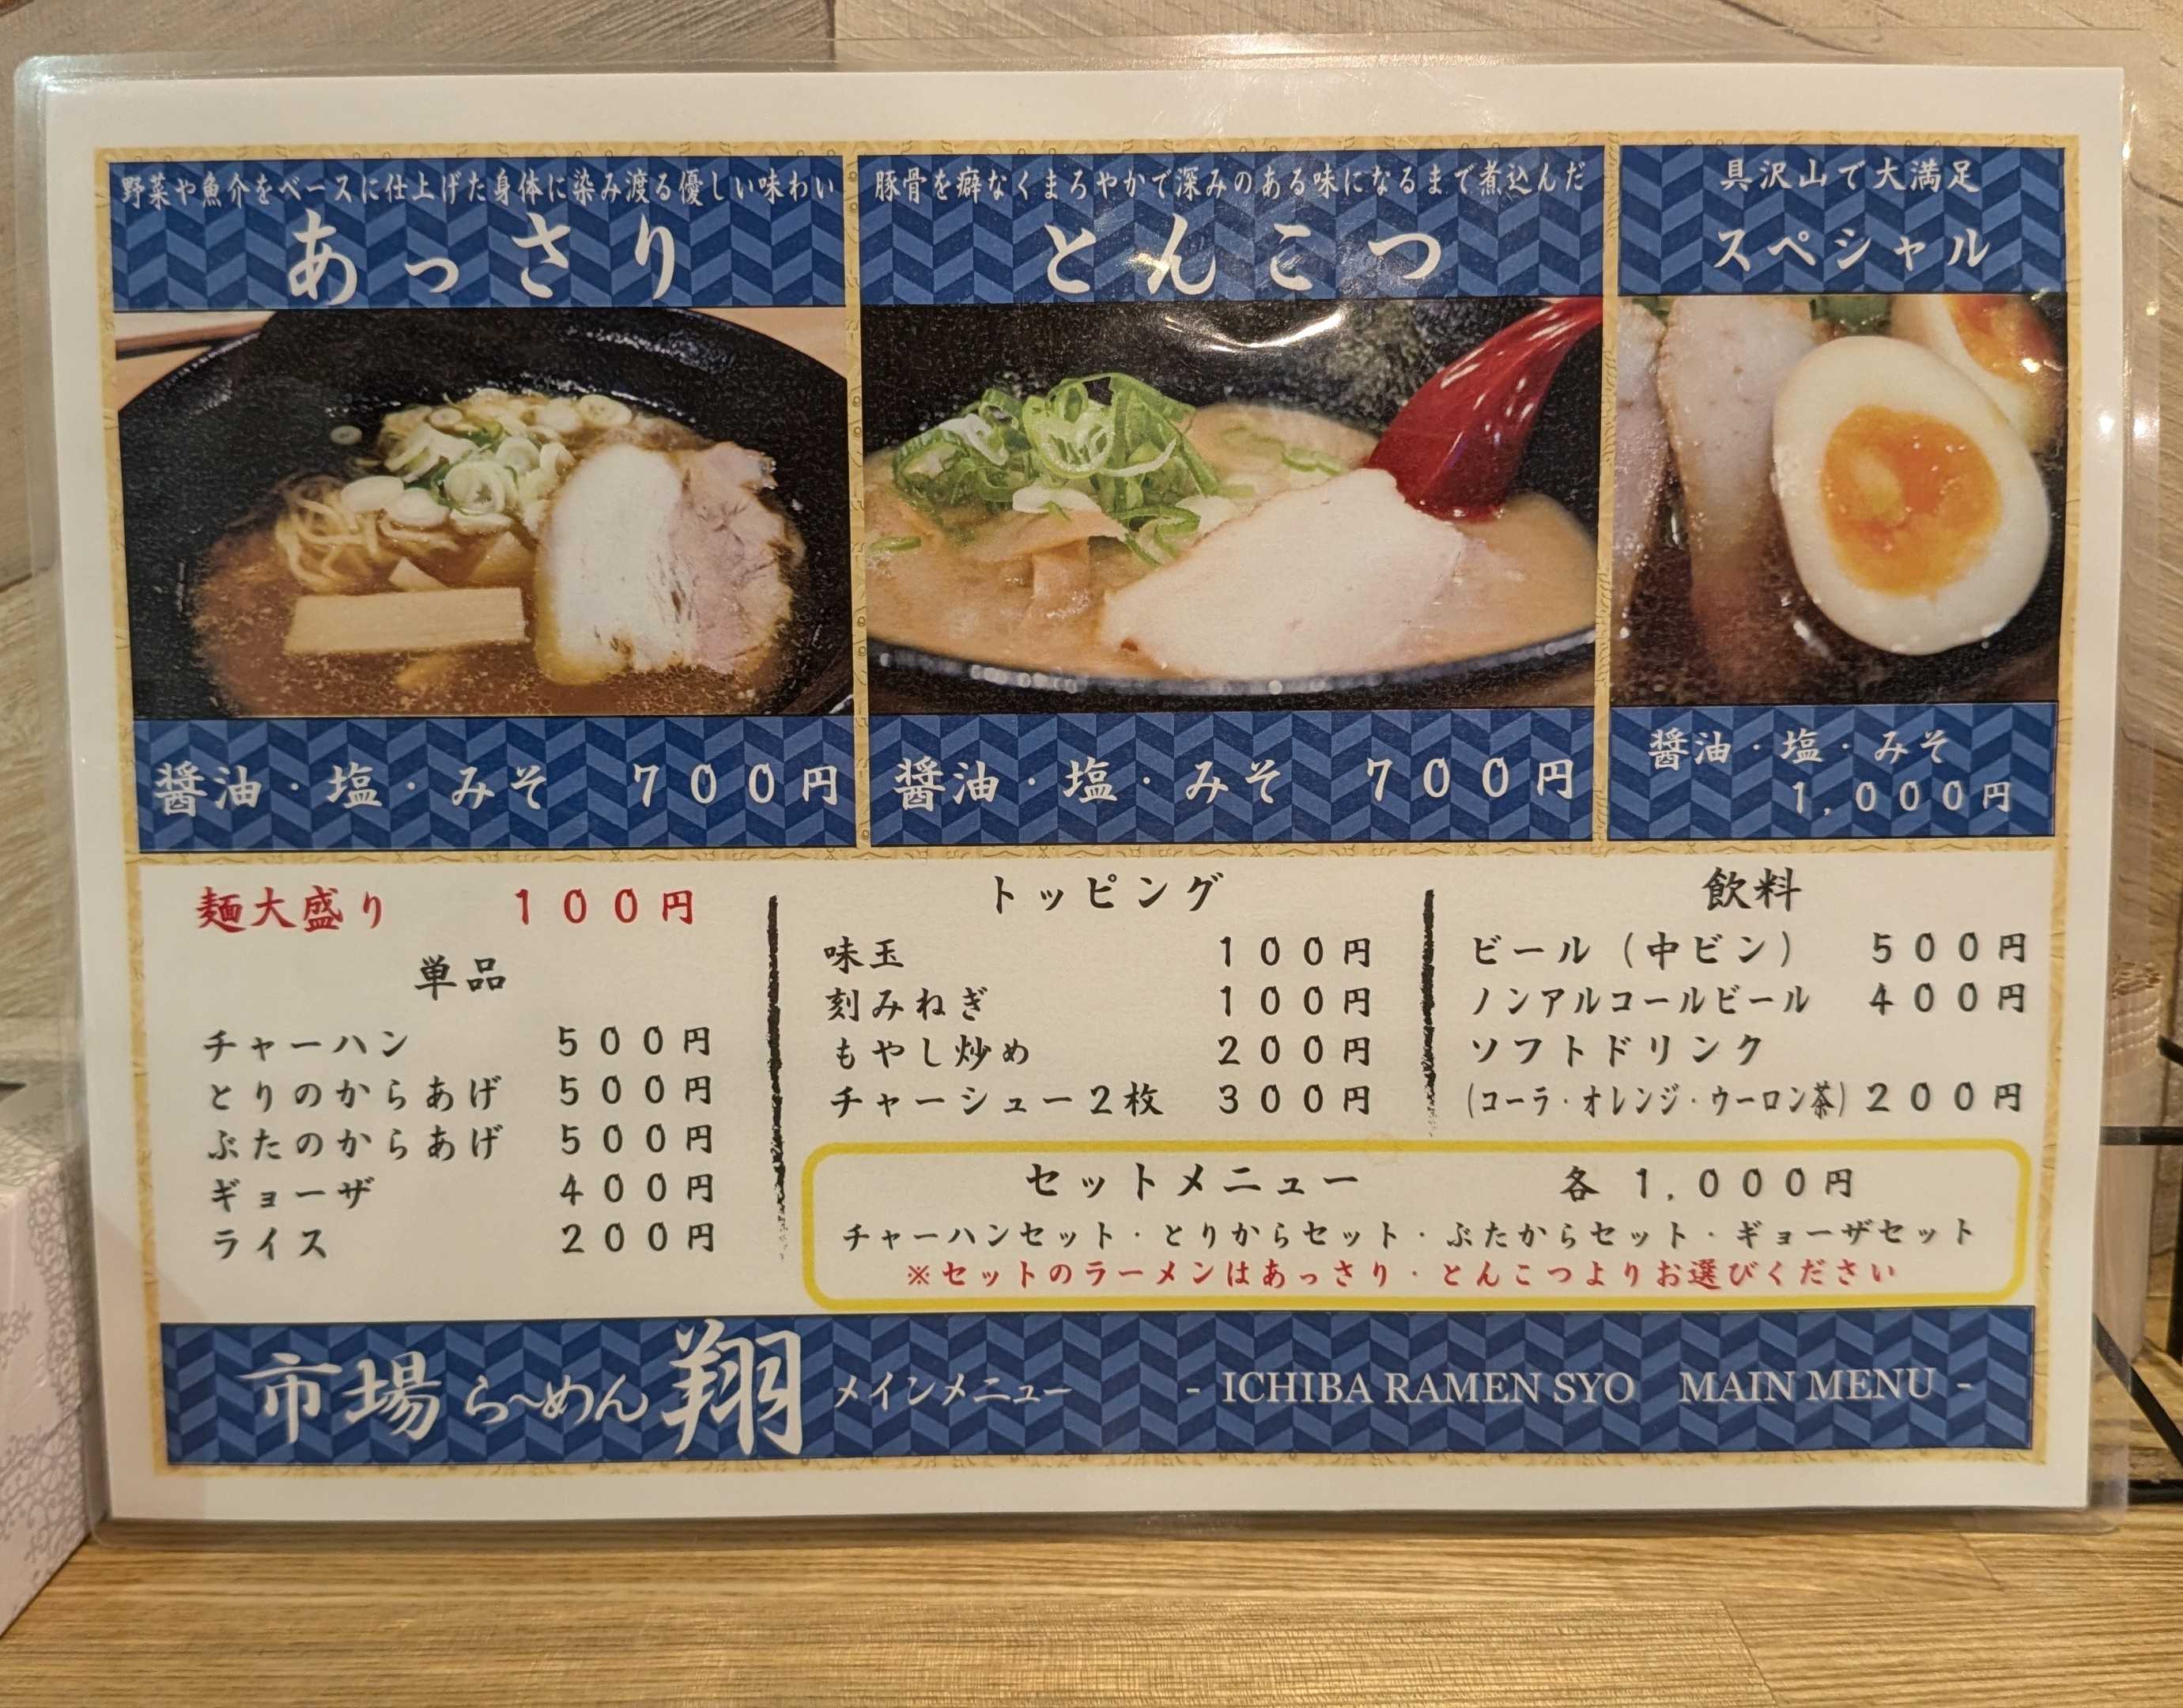 野菜や魚介をベースに仕上げた身体に染み渡る優しい味わい
あっさり
醤油・塩・みそ　７００円
豚骨を癖なくまろやかで深みのある味になるまで煮込んだ
とんこつ
醤油・塩・みそ　７００円
具沢山で大満足
スペシャル
醤油・塩・みそ
１,０００円
麺大盛り　１００円
単品
チャーハン　５００円
とりのからあげ　５００円
ぶたのからあげ　５００円
ギョーザ　４００円
ライス　２００円
トッピング
味玉　１００円
刻みねぎ　１００円
もやし炒め　２００円
チャーシュー２枚　３００円
飲料
ビール（中ビン）　５００円
ノンアルコールビール　４００円
ソフトドリンク
（コーラ・オレンジ・ウーロン茶）２００円
セットメニュー　各１,０００円
チャーハンセット・とりからセット・ぶたからセット・ギョーザセット
※セットのラーメンはあっさり・とんこつよりお選びください
市場ら〜めん翔 メインメニュー　- ICHIBA RAMEN SYO　MAIN MENU -